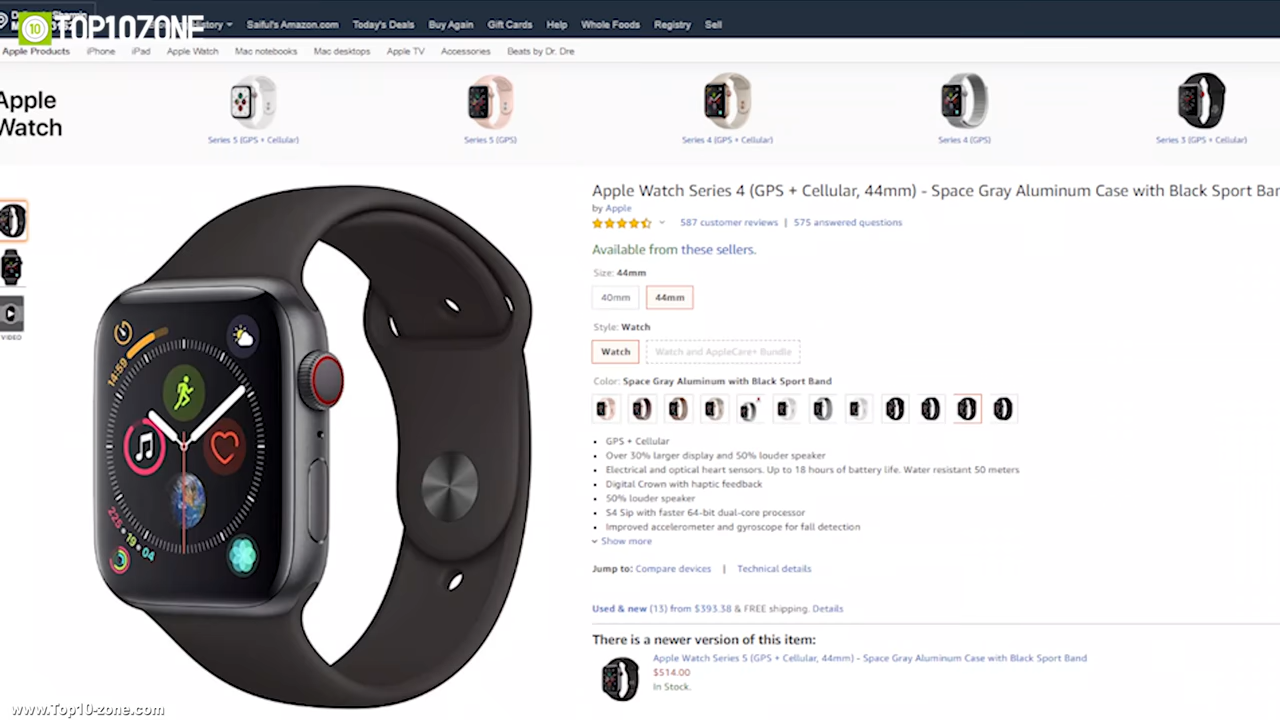 10 TOP10ZONE
History
Saiful's Amazon.com
Today's Deals
Buy Again
Gift Cards
Help
Whole Foods
Registry
Sell
Apple Products
iPhone
iPad
Apple Watch
Mac notebooks
Mac desktops
Apple TV
Accessories
Beats by Dr. Dre
Apple
Watch
Series 5 (GPS + Cellular)
Series 5 (GPS)
Series 4 (GPS + Cellular)
Series 4 (GPS)
Series 3 (GPS + Cellular)
Apple Watch Series 4 (GPS + Cellular, 44mm) - Space Gray Aluminum Case with Black Sport Ban
by Apple
587 customer reviews | 575 answered questions
Available from these sellers.
Size: 44mm
40mm
44mm
Style: Watch
Watch
Watch and AppleCare+ Bundle
Color: Space Gray Aluminum with Black Sport Band
GPS + Cellular
Over 30% larger display and 50% louder speaker
Electrical and optical heart sensors. Up to 18 hours of battery life. Water resistant 50 meters
Digital Crown with haptic feedback
50% louder speaker
S4 Sip with faster 64-bit dual-core processor
Improved accelerometer and gyroscope for fall detection
Show more
Jump to: Compare devices | Technical details
Used & new (13) from $393.38 & FREE shipping. Details
There is a newer version of this item:
Apple Watch Series 5 (GPS + Cellular, 44mm) - Space Gray Aluminum Case with Black Sport Band
$514.00
In Stock.
VIDEO
14:59
225•19•04
www.Top10-zone.com